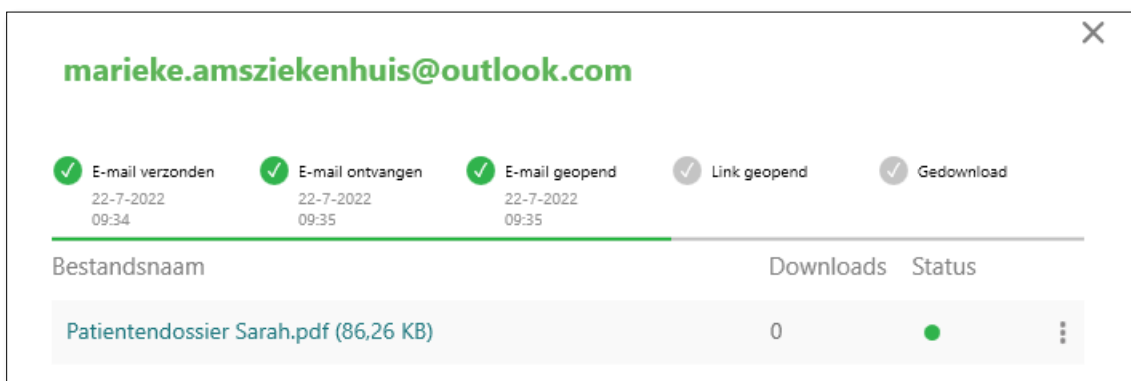 marieke.amsziekenhuis@outlook.com
E-mail verzonden E-mail ontvangen E-mail geopend Link geopend Gedownload
22-7-2022 22-7-2022 22-7-2022
09:34 09:35 09:35
Bestandsnaam Downloads Status
Patientendossier Sarah.pdf (86,26 KB) 0